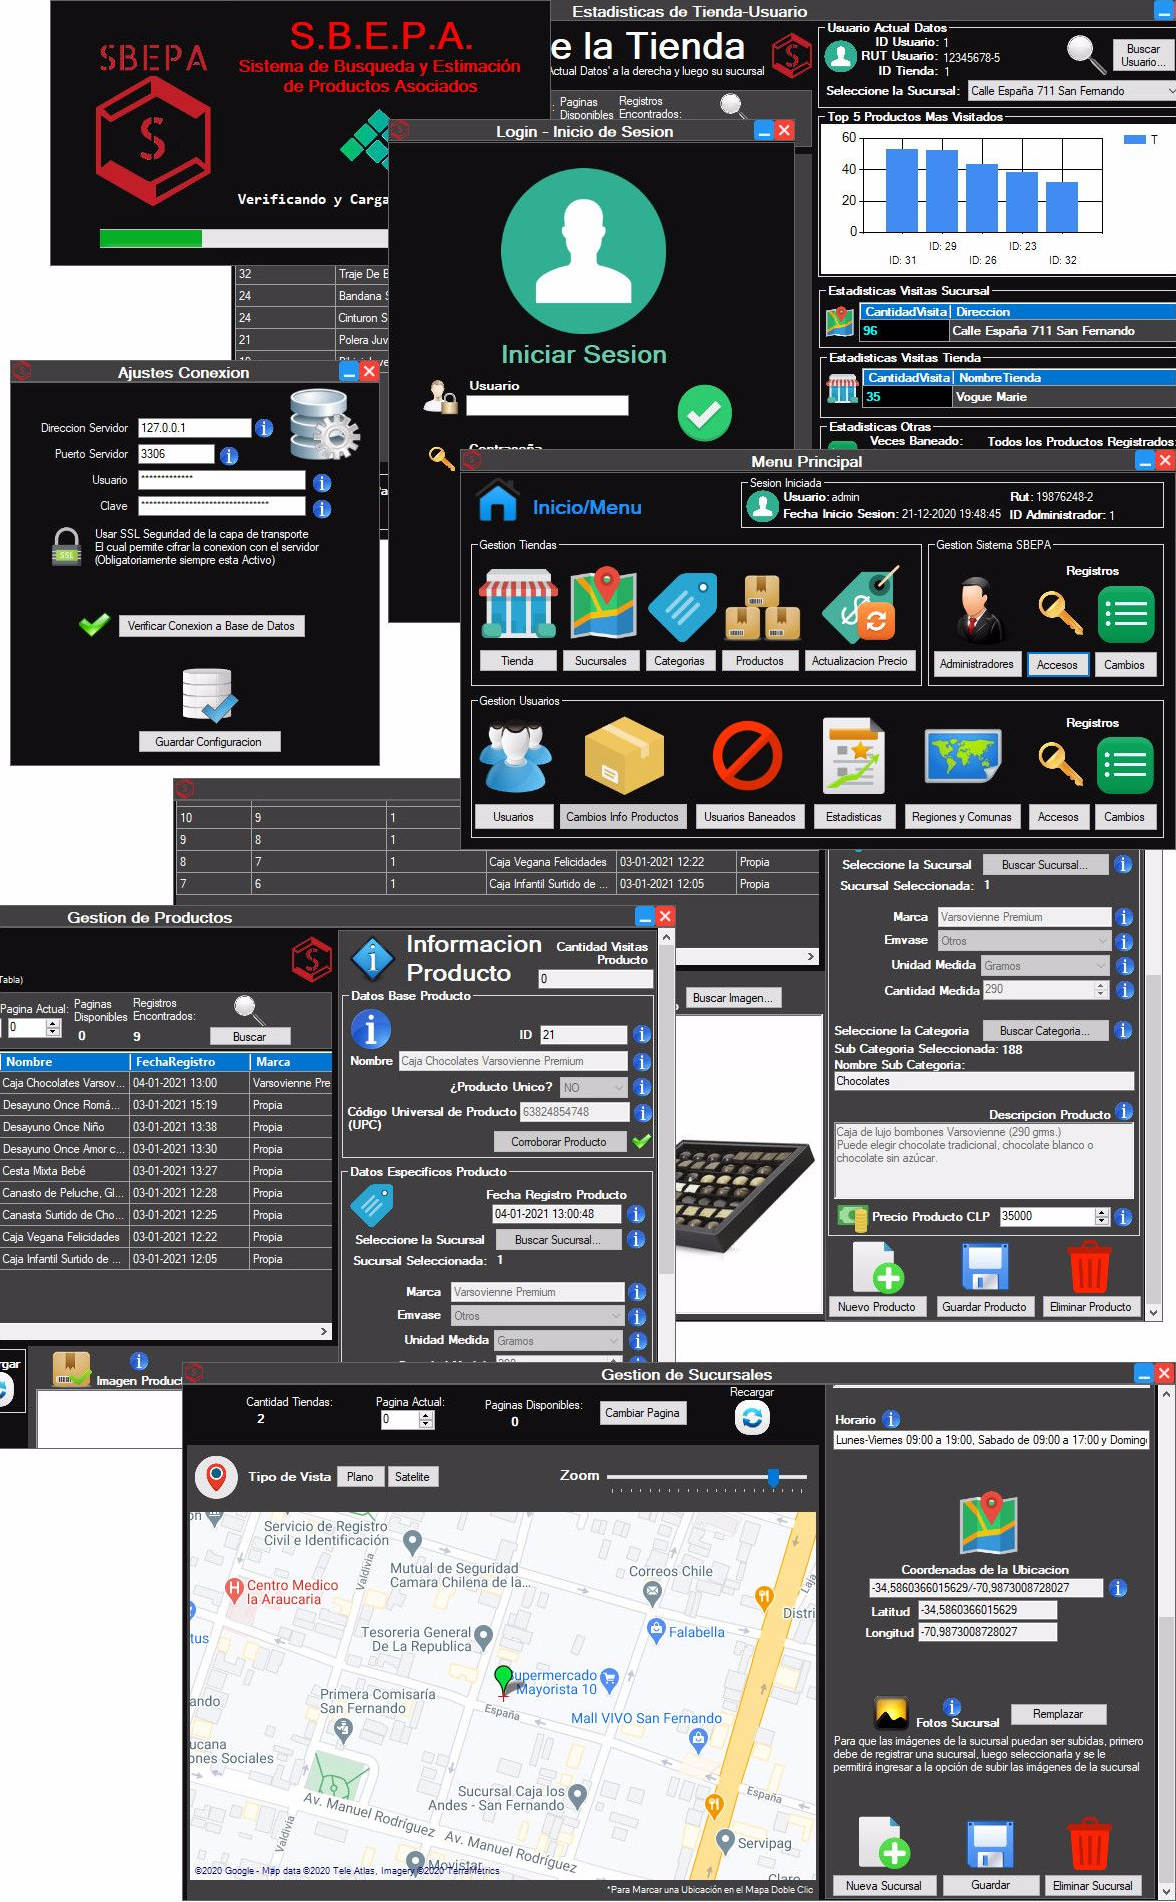 SBEPA
S.B.E.P.A.
Sistema de Busqueda y Estimación
de Productos Asociados
Verificando y Carga
Estadisticas de Tienda-Usuario
e la Tienda
ctual Datos' a la derecha y luego su sucursal
Paginas
Disponibles
Registros
Encontrados:
Usuario Actual Datos
ID Usuario: 1
RUT Usuario: 12345678-5
ID Tienda: 1
Buscar
Usuario...
Seleccione la Sucursal: Calle España 711 San Fernando
Top 5 Productos Mas Visitados
60
40
20
0
T
ID: 31
ID: 29
ID: 26
ID: 23
ID: 32
Estadisticas Visitas Sucursal
CantidadVisita Direccion
96 Calle España 711 San Fernando
Estadisticas Visitas Tienda
CantidadVisita NombreTienda
35 Vogue Marie
Estadisticas Otras
Veces Baneado: Todos los Productos Registrados:
32 Traje De B
24 Bandana S
24 Cinturon S
21 Polera Juv
Login - Inicio de Sesion
Iniciar Sesion
Usuario
Contraseña
Ajustes Conexion
Direccion Servidor 127.0.0.1
Puerto Servidor 3306
Usuario *************
Clave
Usar SSL Seguridad de la capa de transporte
El cual permite cifrar la conexion con el servidor
(Obligatoriamente siempre esta Activo)
SSL
Verificar Conexion a Base de Datos
Guardar Configuracion
Menu Principal
Inicio/Menu
Sesion Iniciada
Usuario: admin
Rut: 19876248-2
Fecha Inicio Sesion: 21-12-2020 19:48:45 ID Administrador: 1
Gestion Tiendas
Tienda
Sucursales
Categorias
Productos
Actualizacion Precio
Gestion Sistema SBEPA
Registros
Administradores
Accesos
Cambios
Gestion Usuarios
Registros
Usuarios
Cambios Info Productos
Usuarios Baneados
Estadisticas
Regiones y Comunas
Accesos
Cambios
10 9 1
9 8 1
8 7 1 Caja Vegana Felicidades 03-01-2021 12:22 Propia
7 6 1 Caja Infantil Surtido de ... 03-01-2021 12:05 Propia
Buscar Imagen...
Seleccione la Sucursal Buscar Sucursal...
Sucursal Seleccionada: 1
Marca Varsovienne Premium
Emvase Otros
Unidad Medida Gramos
Cantidad Medida 290
Seleccione la Categoria Buscar Categoria...
Sub Categoria Seleccionada: 188
Nombre Sub Categoria:
Chocolates
Descripcion Producto
Caja de lujo bombones Varsovienne (290 gms.)
Puede elegir chocolate tradicional, chocolate blanco o
chocolate sin azúcar.
Precio Producto CLP 35000
Nuevo Producto
Guardar Producto
Eliminar Producto
Gestion de Productos
Tabla)
Pagina Actual:
0
Paginas
Disponibles
0
Registros
Encontrados:
9
Buscar
Nombre FechaRegistro Marca
Caja Chocolates Varsov... 04-01-2021 13:00 Varsovienne Pre
Desayuno Once Romá... 03-01-2021 15:19 Propia
Desayuno Once Niño 03-01-2021 13:38 Propia
Desayuno Once Amor c... 03-01-2021 13:30 Propia
Cesta Mixta Bebé 03-01-2021 13:27 Propia
Canasto de Peluche, Gl... 03-01-2021 12:28 Propia
Canasta Surtido de Cho... 03-01-2021 12:25 Propia
Caja Vegana Felicidades 03-01-2021 12:22 Propia
Caja Infantil Surtido de ... 03-01-2021 12:05 Propia
Informacion
Producto
Cantidad Visitas
Producto
0
Datos Base Producto
ID 21
Nombre Caja Chocolates Varsovienne Premium
¿Producto Unico? NO
Código Universal de Producto 63824854748
(UPC)
Corroborar Producto
Datos Especificos Producto
Fecha Registro Producto
04-01-2021 13:00:48
Seleccione la Sucursal Buscar Sucursal...
Sucursal Seleccionada: 1
Marca Varsovienne Premium
Emvase Otros
Unidad Medida Gramos
rgar
Imagen Product
Gestion de Sucursales
Cantidad Tiendas:
2
Pagina Actual:
0
Paginas Disponibles:
0
Cambiar Pagina
Recargar
Tipo de Vista Plano Satelite
Zoom
Servicio de Registro
Civil e Identificación
Mutual de Seguridad
Camara Chilena de la...
Correos Chile
Centro Medico
la Araucaria
Valdivia
Laja
Distri
Tesoreria General
De La Republica
Falabella
tus
Supermercado
Mayorista 10
ando
Primera Comisaría
San Fernando
España
Mall VIVO San Fernando
ucana
ones Sociales
Sucursal Caja los
Andes - San Fernando
España
Av. Manuel Rodríguez
Av. Manuel Rodríguez
Valdivia
Servipag
Movistar
Claro
©2020 Google - Map data ©2020 Tele Atlas, Imagery ©2020 TerraMetrics
*Para Marcar una Ubicación en el Mapa Doble Clic
Horario
Lunes-Viernes 09:00 a 19:00, Sabado de 09:00 a 17:00 y Doming
Coordenadas de la Ubicacion
-34,5860366015629/-70,9873008728027
Latitud -34,5860366015629
Longitud -70,9873008728027
Fotos Sucursal
Remplazar
Para que las imágenes de la sucursal puedan ser subidas, primero
debe de registrar una sucursal, luego seleccionarla y se le
permitirá ingresar a la opción de subir las imágenes de la sucursal
Nueva Sucursal
Guardar
Eliminar Sucursal